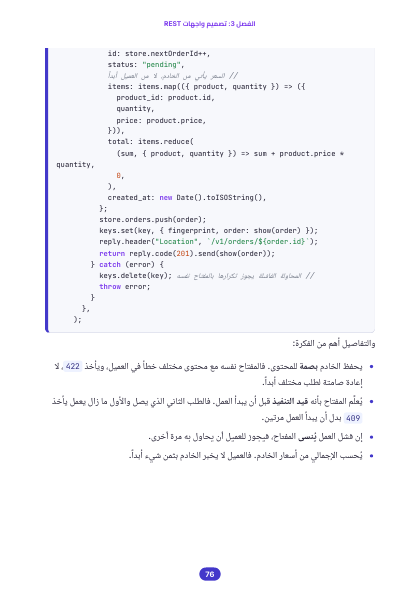 الفصل 3: تصميم واجهات REST
id: store.nextOrderId++,
status: "pending",
// السعر يأتي من الخادم، لا من العميل أبداً
items: items.map(({ product, quantity }) => ({
product_id: product.id,
quantity,
price: product.price,
})),
total: items.reduce(
(sum, { product, quantity }) => sum + product.price *
quantity,
0,
),
created_at: new Date().toISOString(),
};
store.orders.push(order);
keys.set(key, { fingerprint, order: show(order) });
reply.header("Location", `/v1/orders/${order.id}`);
return reply.code(201).send(show(order));
} catch (error) {
keys.delete(key); // المحاولة الفاشلة يجوز تكرارها بالمفتاح نفسه
throw error;
}
},
);
والتفاصيل أهم من الفكرة:
• يحفظ الخادم بصمة للمحتوى. فالمفتاح نفسه مع محتوى مختلف خطأ في العميل، ويأخذ 422، لا
إعادة صامتة لطلب مختلف أبداً.
• يُعلَّم المفتاح بأنه قيد التنفيذ قبل أن يبدأ العمل. فالطلب الثاني الذي يصل والأول ما زال يعمل يأخذ
409 بدل أن يبدأ العمل مرتين.
• إن فشل العمل يُنسى المفتاح، فيجوز للعميل أن يحاول به مرة أخرى.
• يُحسب الإجمالي من أسعار الخادم. فالعميل لا يخبر الخادم بثمن شيء أبداً.
76